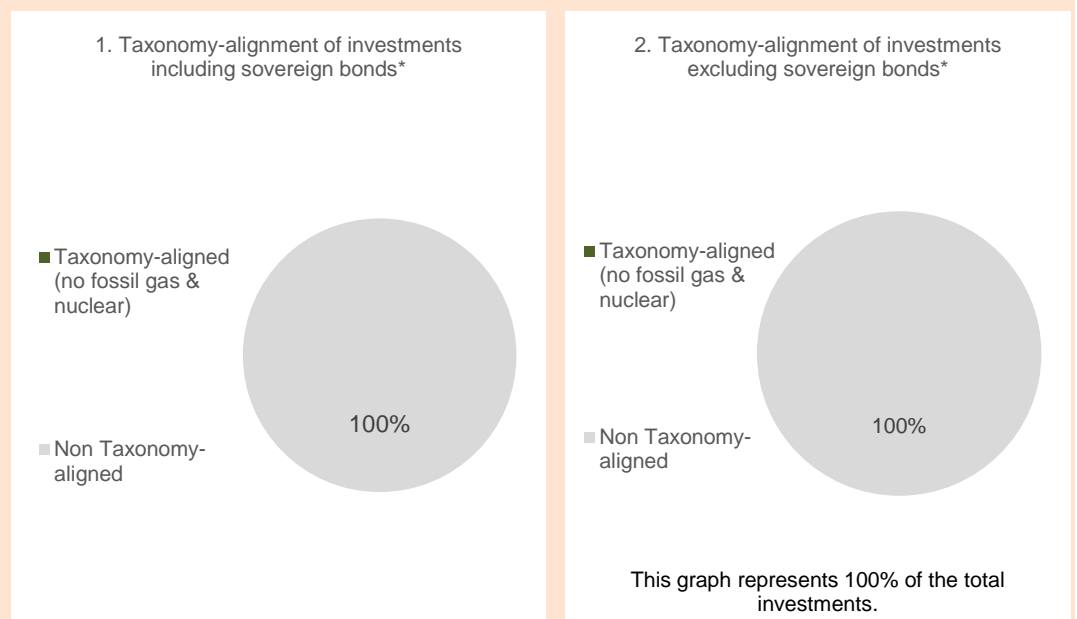 1. Taxonomy-alignment of investments
including sovereign bonds*
Taxonomy-aligned
(no fossil gas &
nuclear)
Non Taxonomy-
aligned
100%
2. Taxonomy-alignment of investments
excluding sovereign bonds*
Taxonomy-aligned
(no fossil gas &
nuclear)
Non Taxonomy-
aligned
100%
This graph represents 100% of the total
investments.